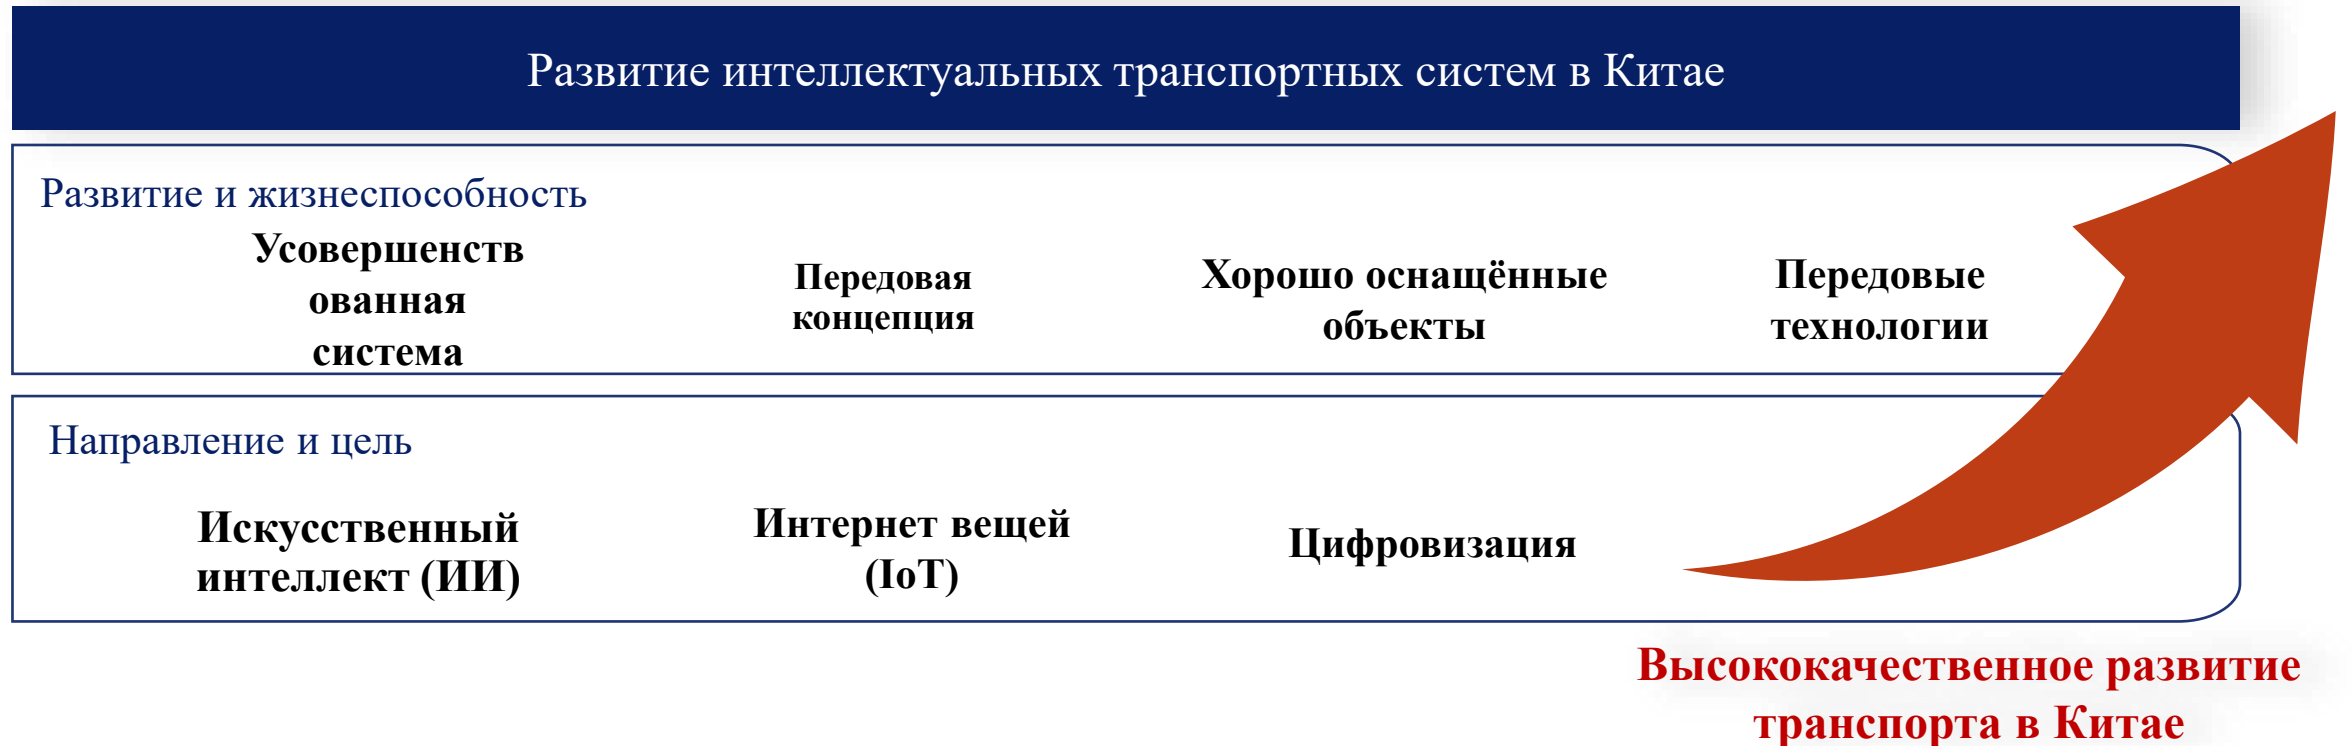 Развитие интеллектуальных транспортных систем в Китае
Развитие и жизнеспособность
Усовершенств
ованная
система
Передовая
концепция
Хорошо оснащённые
объекты
Передовые
технологии
Направление и цель
Искусственный
интеллект (ИИ)
Интернет вещей
(IoT)
Цифровизация
Высококачественное развитие
транспорта в Китае